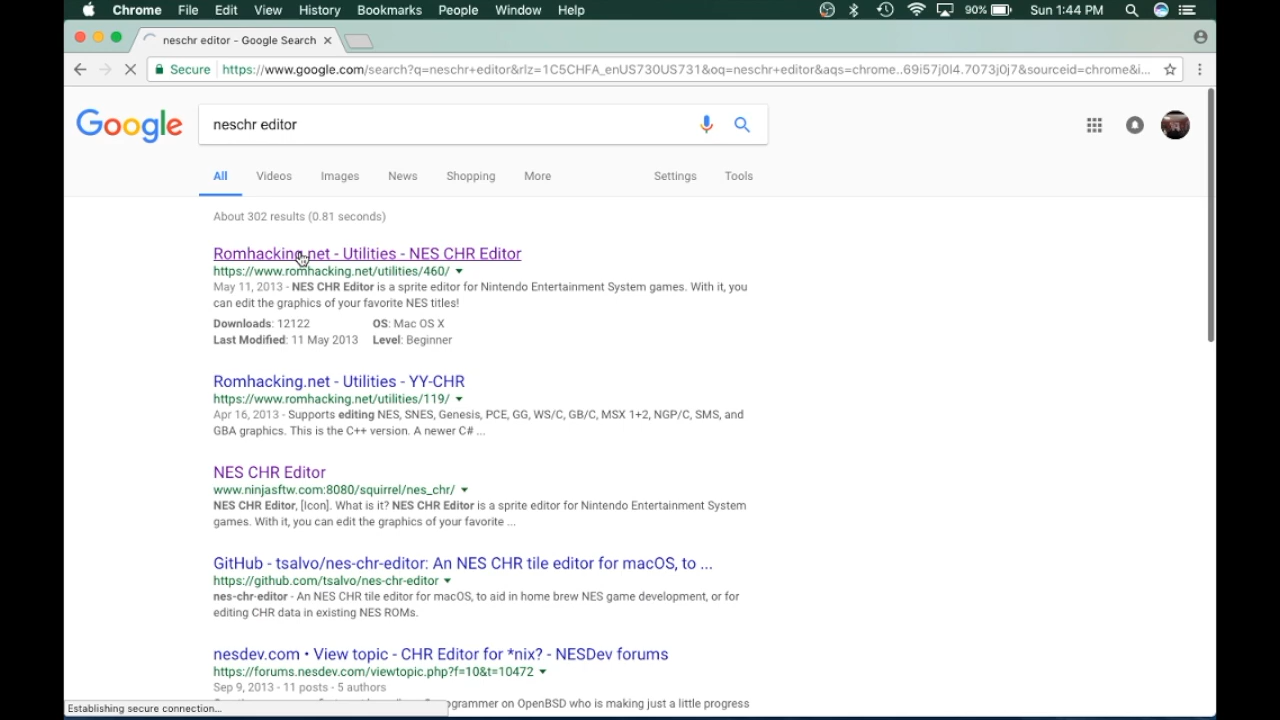 Chrome File Edit View History Bookmarks People Window Help 90% Sun 1:44 PM
neschr editor - Google Search
Secure https://www.google.com/search?q=neschr+editor&rlz=1C5CHFA_enUS730US731&oq=neschr+editor&aqs=chrome..69i57j0l4.7073j0j7&sourceid=chrome&i...
Google neschr editor
All Videos Images News Shopping More Settings Tools
About 302 results (0.81 seconds)
Romhacking.net - Utilities - NES CHR Editor
https://www.romhacking.net/utilities/460/
May 11, 2013 - NES CHR Editor is a sprite editor for Nintendo Entertainment System games. With it, you
can edit the graphics of your favorite NES titles!
Downloads: 12122 OS: Mac OS X
Last Modified: 11 May 2013 Level: Beginner
Romhacking.net - Utilities - YY-CHR
https://www.romhacking.net/utilities/119/
Apr 16, 2013 - Supports editing NES, SNES, Genesis, PCE, GG, WS/C, GB/C, MSX 1+2, NGP/C, SMS, and
GBA graphics. This is the C++ version. A newer C# ...
NES CHR Editor
www.ninjasftw.com:8080/squirrel/nes_chr/
NES CHR Editor, [Icon]. What is it? NES CHR Editor is a sprite editor for Nintendo Entertainment System
games. With it, you can edit the graphics of your favorite ...
GitHub - tsalvo/nes-chr-editor: An NES CHR tile editor for macOS, to ...
https://github.com/tsalvo/nes-chr-editor
nes-chr-editor - An NES CHR tile editor for macOS, to aid in home brew NES game development, or for
editing CHR data in existing NES ROMs.
nesdev.com • View topic - CHR Editor for *nix? - NESDev forums
https://forums.nesdev.com/viewtopic.php?f=10&t=10472
Sep 9, 2013 - 11 posts - 5 authors
ogrammer on OpenBSD who is making just a little progress
Establishing secure connection...